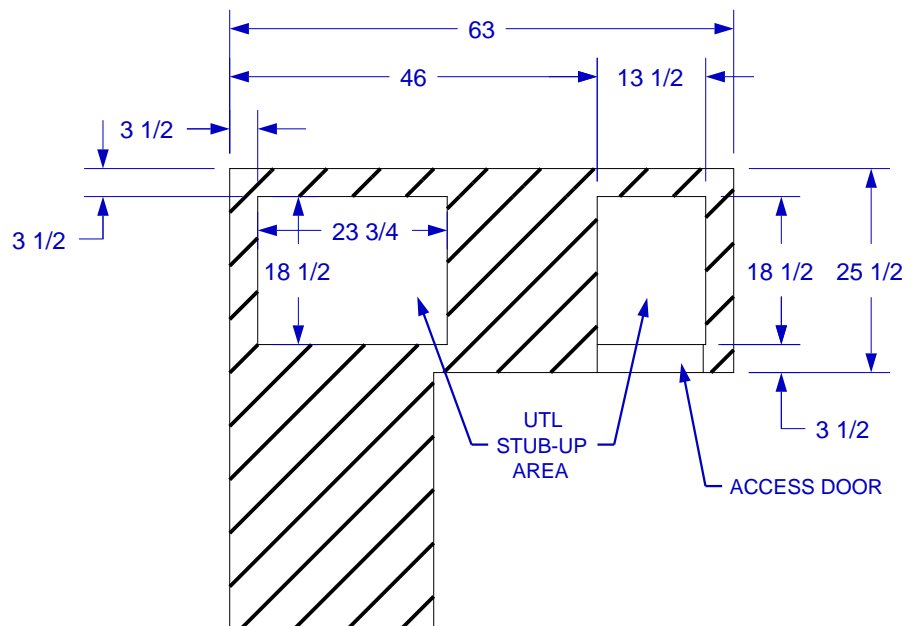 63
46
13 1/2
3 1/2
3 1/2
23 3/4
18 1/2
18 1/2
25 1/2
3 1/2
UTL
STUB-UP
AREA
ACCESS DOOR